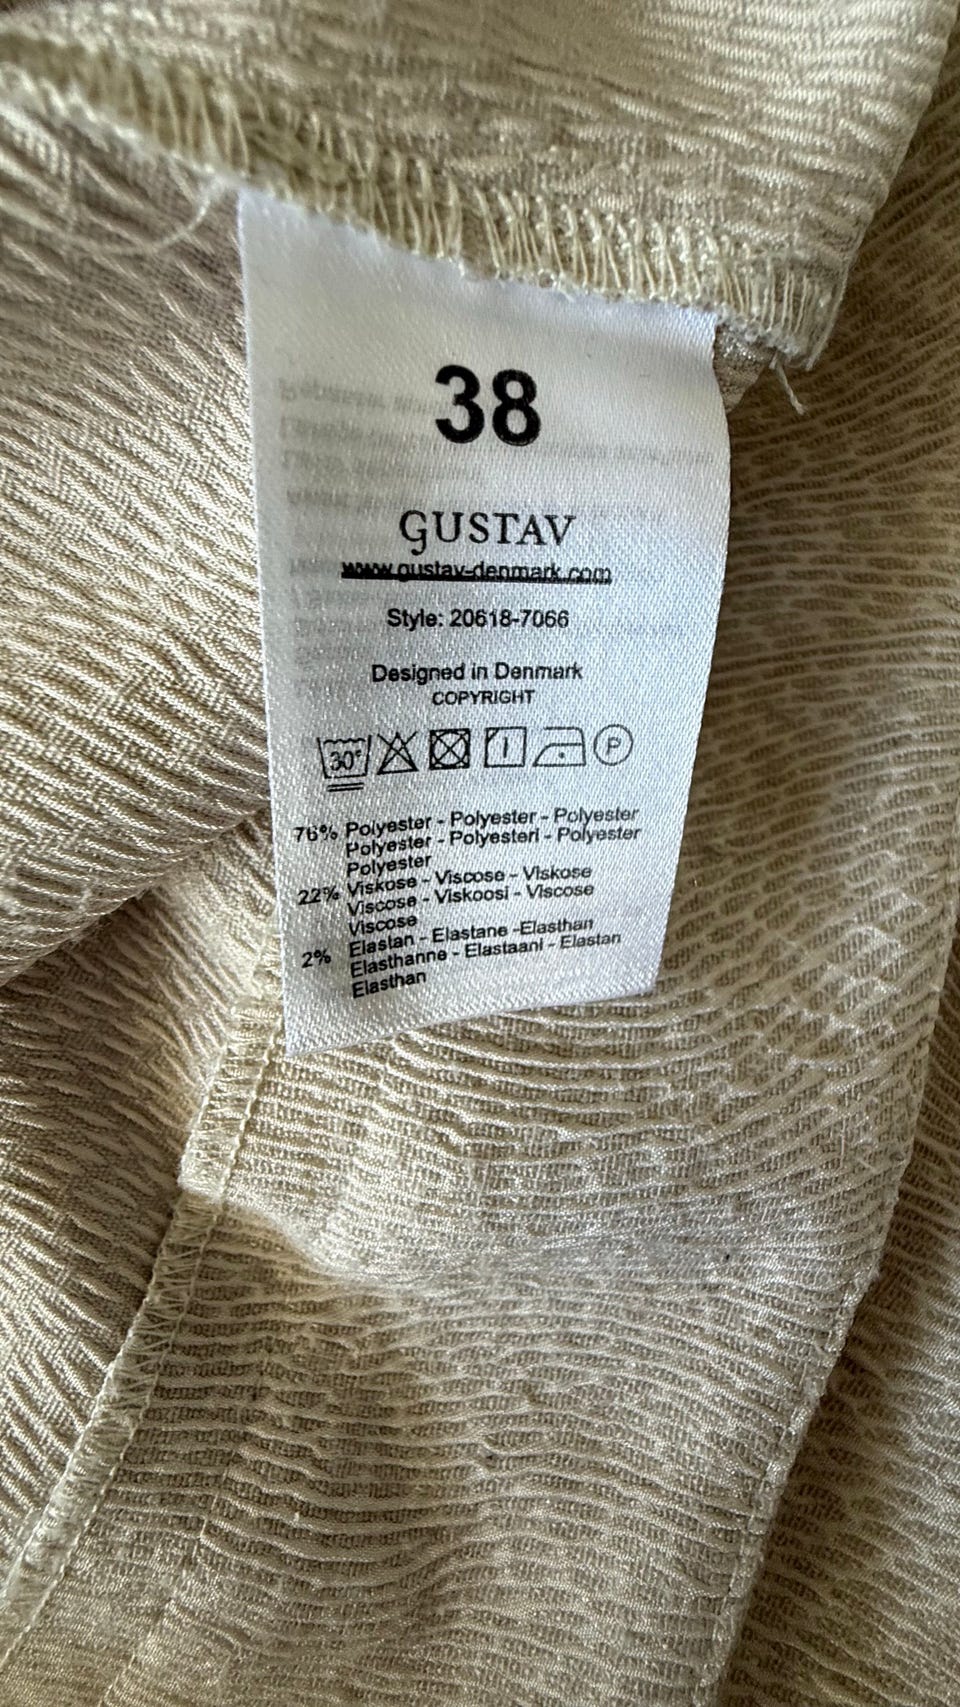 38
GUSTAV
www.gustav-denmark.com
Style: 20618-7066
Designed in Denmark
COPYRIGHT
30° P
76% Polyester - Polyester - Polyester
Polyester - Polyesteri - Polyester
Polyester
22% Viskose - Viscose - Viskose
Viscose - Viskoosi - Viscose
Viscose
2% Elastan - Elastane -Elasthan
Elasthanne - Elastaani - Elastan
Elasthan